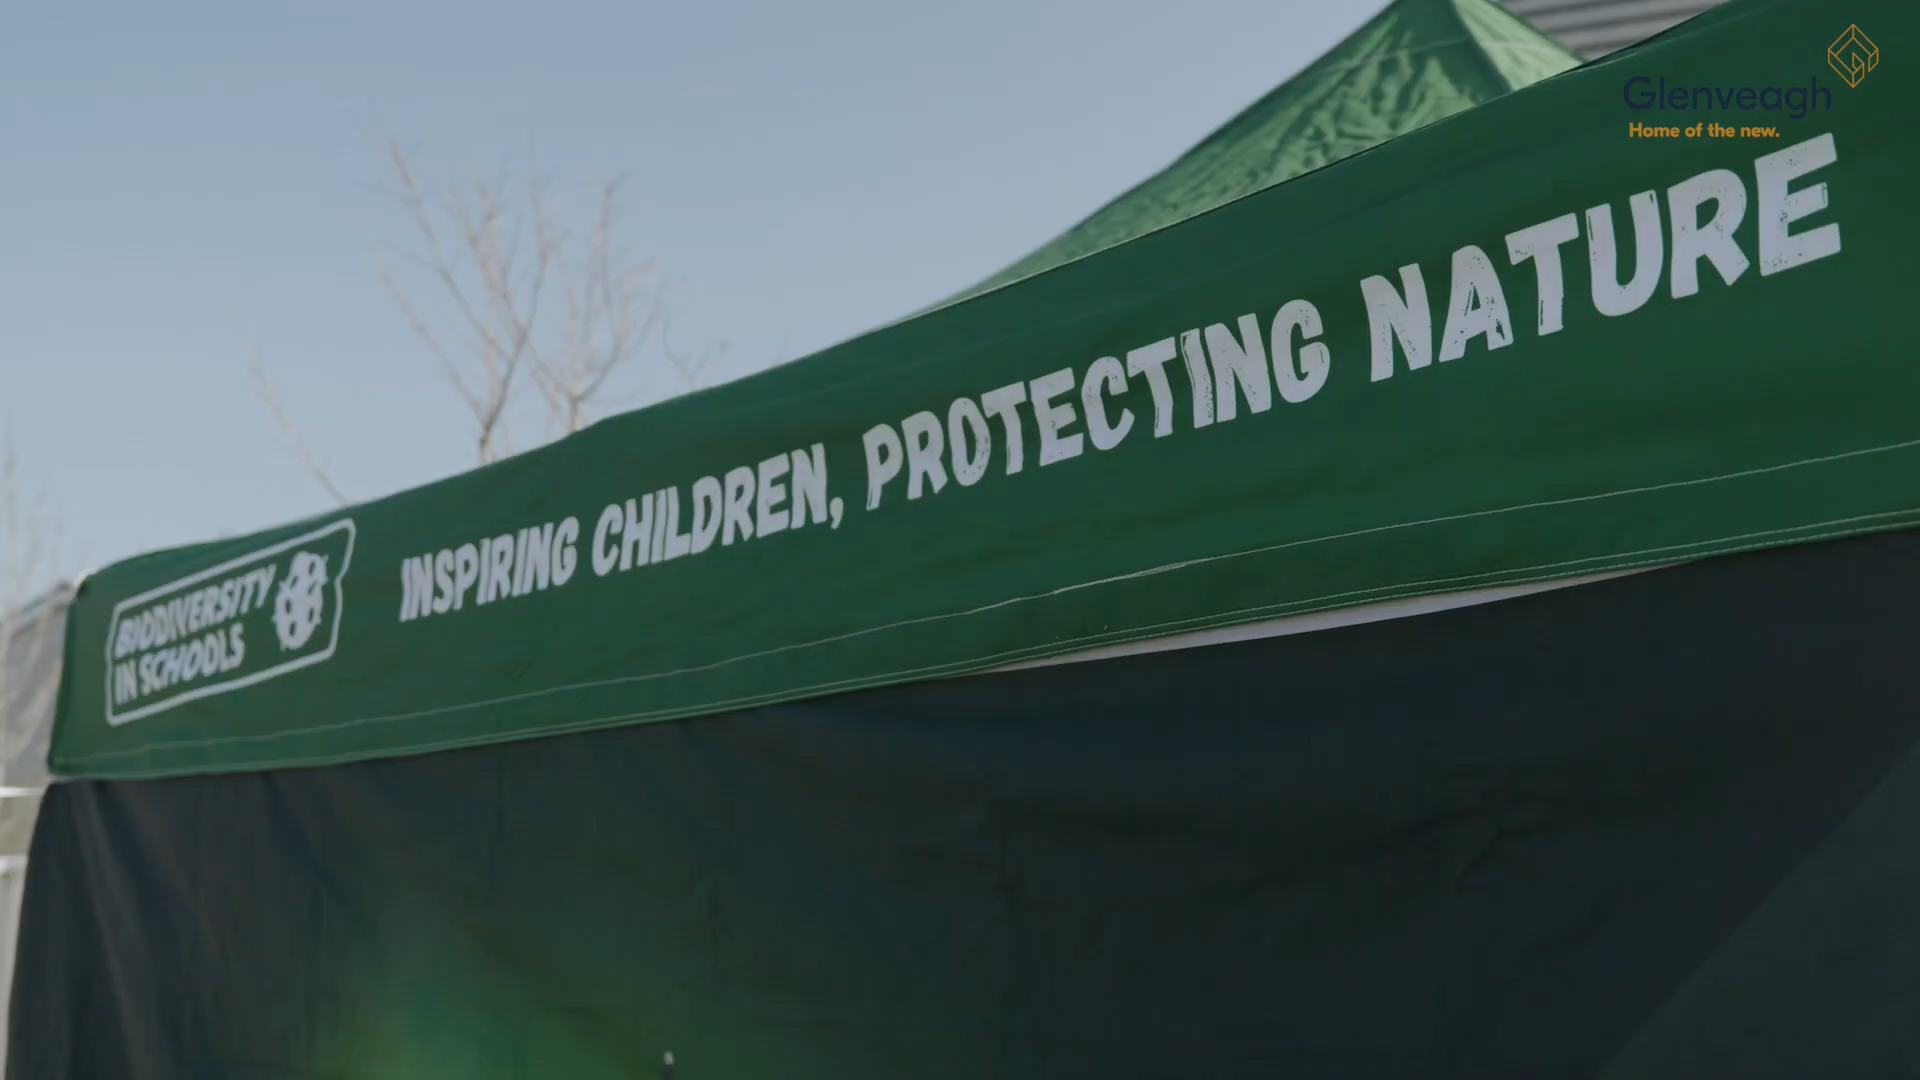 Glenveagh
Home of the new.
INSPIRING CHILDREN, PROTECTING NATURE
BIODIVERSITY
IN SCHOOLS